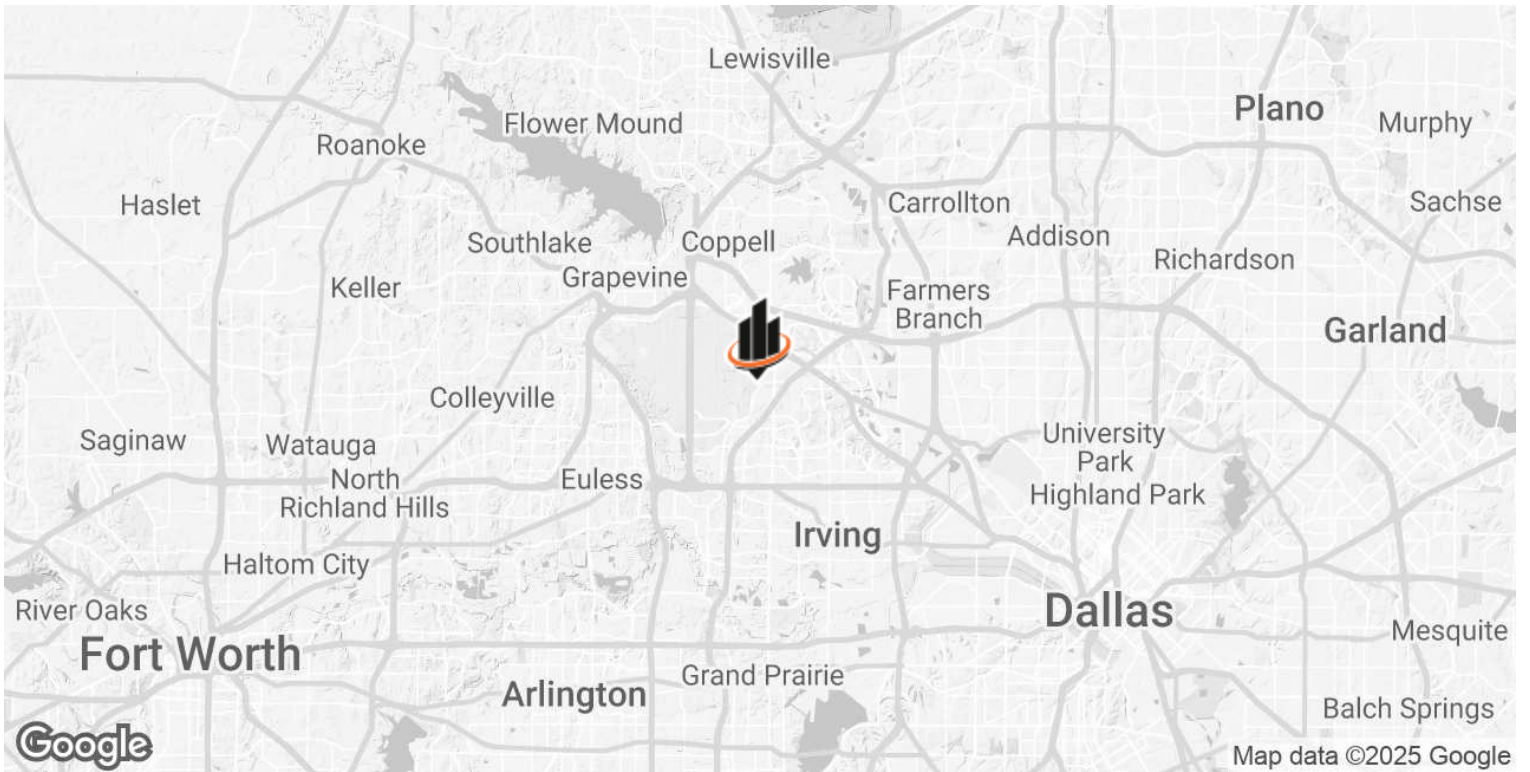 Lewisville
Plano
Murphy
Flower Mound
Roanoke
Haslet
Carrollton
Sachse
Southlake
Coppell
Addison
Richardson
Grapevine
Keller
Farmers
Branch
Garland
Colleyville
Saginaw
Watauga
University
Park
North
Richland Hills
Euless
Highland Park
Irving
Haltom City
River Oaks
Dallas
Mesquite
Fort Worth
Grand Prairie
Arlington
Balch Springs
Google
Map data ©2025 Google